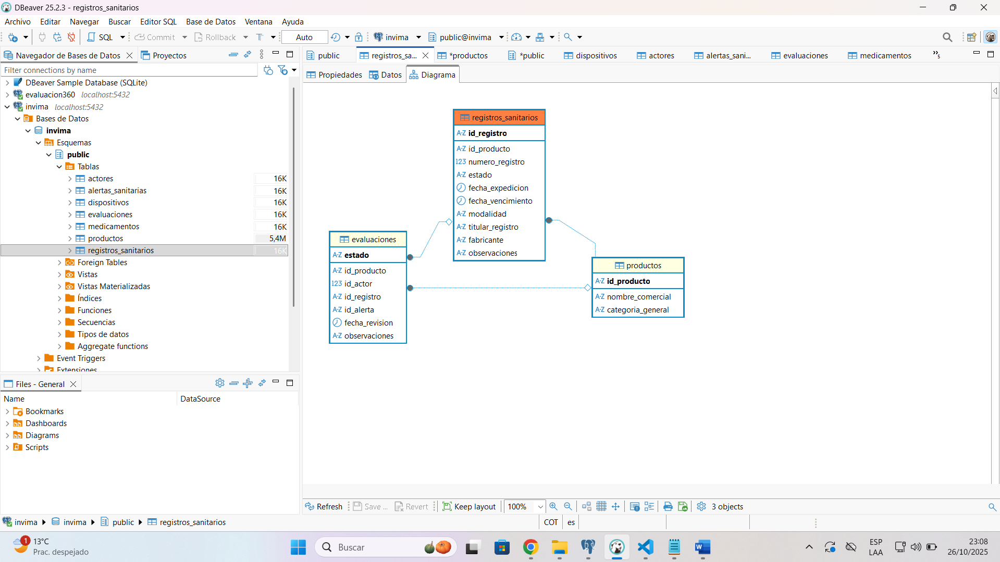 DBeaver 25.2.3 - registros_sanitarios
Archivo Editar Navegar Buscar Editor SQL Base de Datos Ventana Ayuda
SQL Commit Rollback Auto invima public@invima
Navegador de Bases de Datos Proyectos
public registros_sa... *productos *public dispositivos actores alertas_sani... evaluaciones medicamentos »5
Filter connections by name
Propiedades Datos Diagrama
DBeaver Sample Database (SQLite)
evaluacion360 localhost:5432
invima localhost:5432
Bases de Datos
invima
Esquemas
public
Tablas
actores 16K
alertas_sanitarias 16K
dispositivos 16K
evaluaciones 16K
medicamentos 16K
productos 5,4M
registros_sanitarios 16K
Foreign Tables
Vistas
Vistas Materializadas
Índices
Funciones
Secuencias
Tipos de datos
Aggregate functions
Event Triggers
Extensiones
registros_sanitarios
A-Z id_registro
A-Z id_producto
123 numero_registro
A-Z estado
fecha_expedicion
fecha_vencimiento
A-Z modalidad
A-Z titular_registro
A-Z fabricante
A-Z observaciones
evaluaciones
A-Z estado
A-Z id_producto
123 id_actor
A-Z id_registro
A-Z id_alerta
fecha_revision
A-Z observaciones
productos
A-Z id_producto
A-Z nombre_comercial
A-Z categoria_general
Files - General
Name DataSource
Bookmarks
Dashboards
Diagrams
Scripts
Refresh Save ... Revert Keep layout 100% 3 objects
invima invima public registros_sanitarios
COT es
1 13°C
Prac. despejado
Buscar
ESP
LAA
23:08
26/10/2025